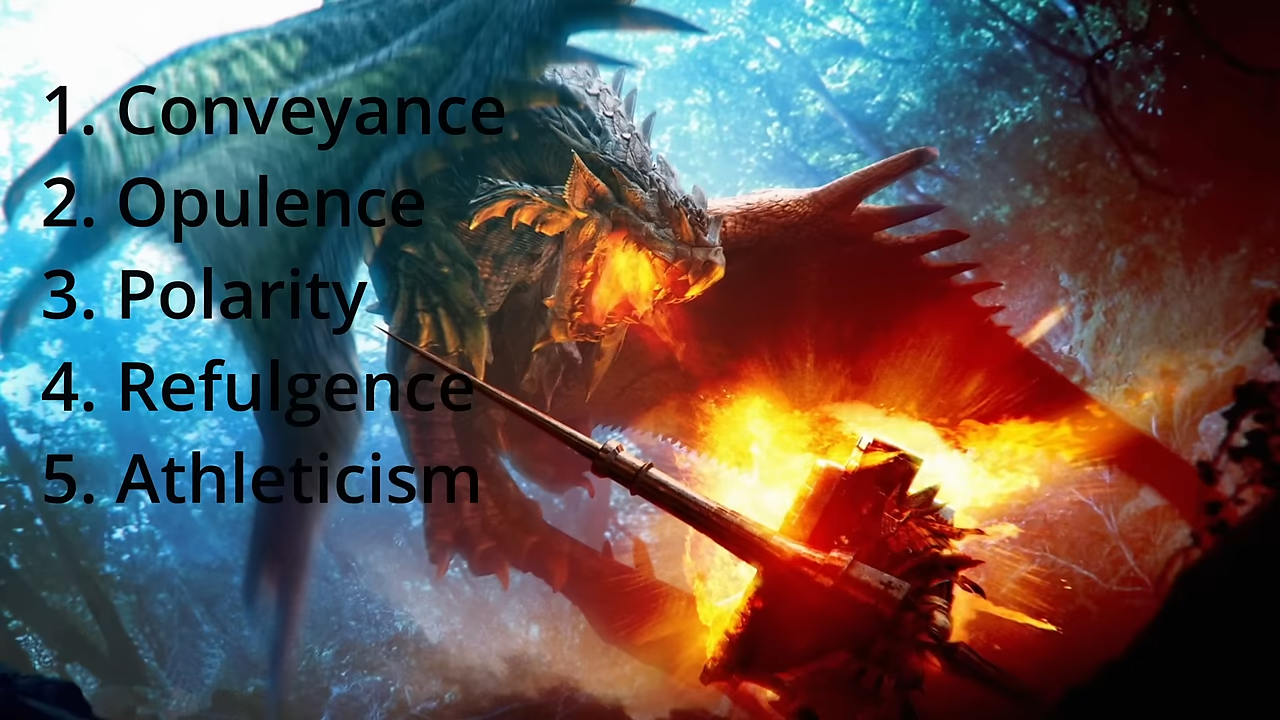 1. Conveyance
2. Opulence
3. Polarity
4. Refulgence
5. Athleticism